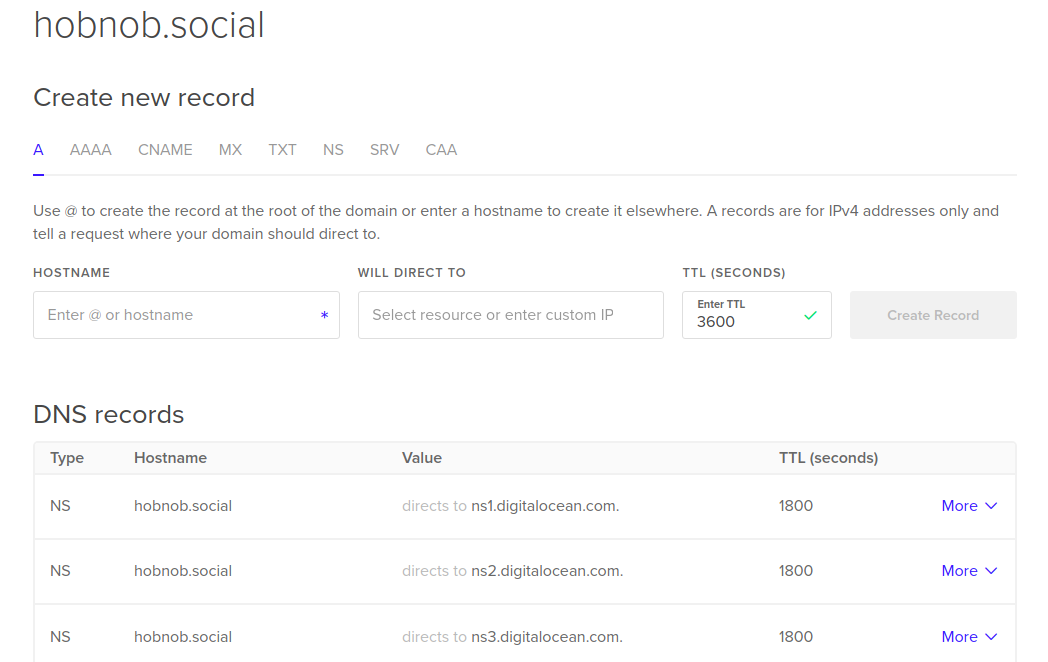 hobnob.social
Create new record
A AAAA CNAME MX TXT NS SRV CAA
Use @ to create the record at the root of the domain or enter a hostname to create it elsewhere. A records are for IPv4 addresses only and
tell a request where your domain should direct to.
HOSTNAME WILL DIRECT TO TTL (SECONDS)
Enter @ or hostname * Select resource or enter custom IP Enter TTL 3600 Create Record
DNS records
Type Hostname Value TTL (seconds)
NS hobnob.social directs to ns1.digitalocean.com. 1800 More
NS hobnob.social directs to ns2.digitalocean.com. 1800 More
NS hobnob.social directs to ns3.digitalocean.com. 1800 More